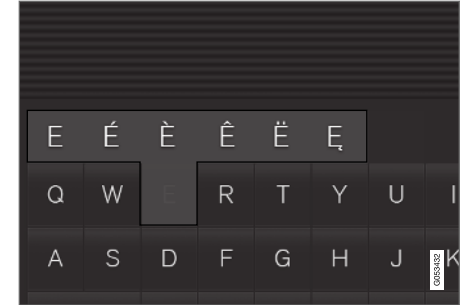 E É È Ê Ë Ę
Q W E R T Y U I
A S D F G H J K
G053432